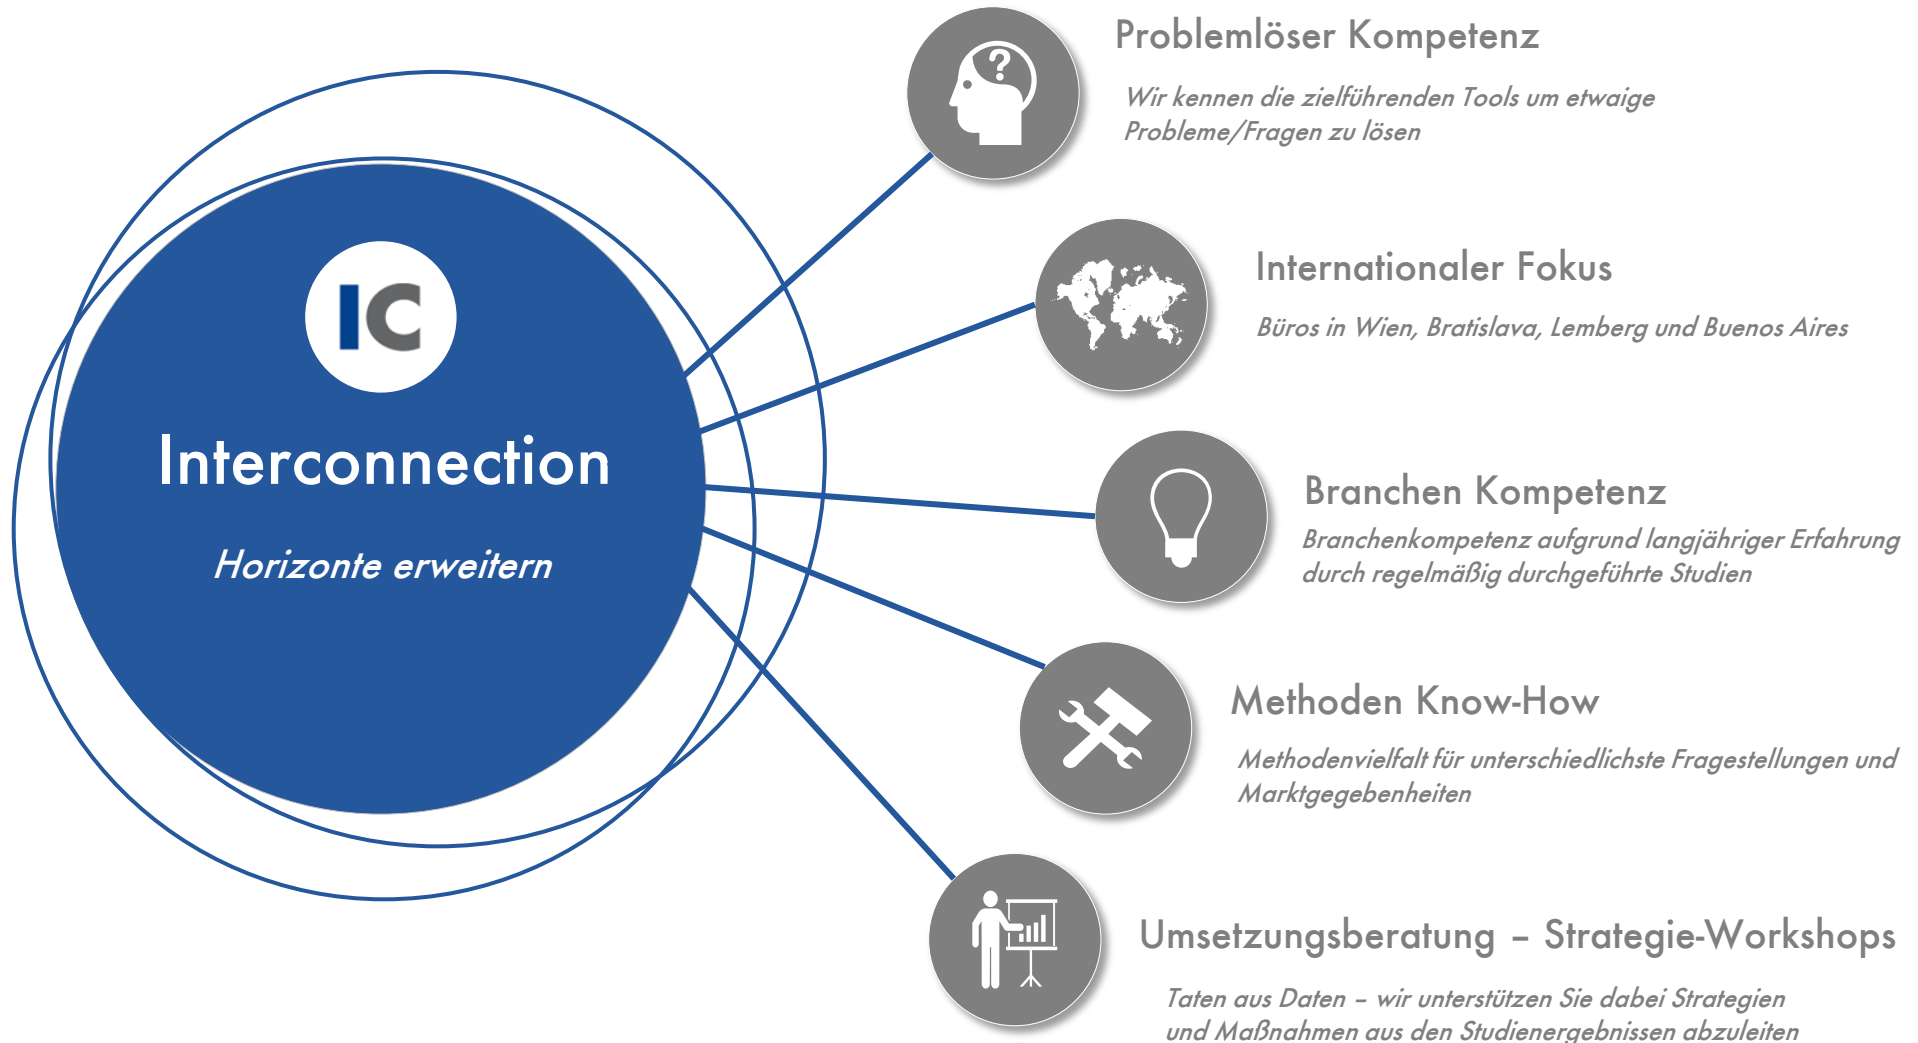 IC
Interconnection
Horizonte erweitern
Problemlöser Kompetenz
Wir kennen die zielführenden Tools um etwaige
Probleme/Fragen zu lösen
Internationaler Fokus
Büros in Wien, Bratislava, Lemberg und Buenos Aires
Branchen Kompetenz
Branchenkompetenz aufgrund langjähriger Erfahrung
durch regelmäßig durchgeführte Studien
Methoden Know-How
Methodenvielfalt für unterschiedlichste Fragestellungen und
Marktgegebenheiten
Umsetzungsberatung – Strategie-Workshops
Taten aus Daten – wir unterstützen Sie dabei Strategien
und Maßnahmen aus den Studienergebnissen abzuleiten
?